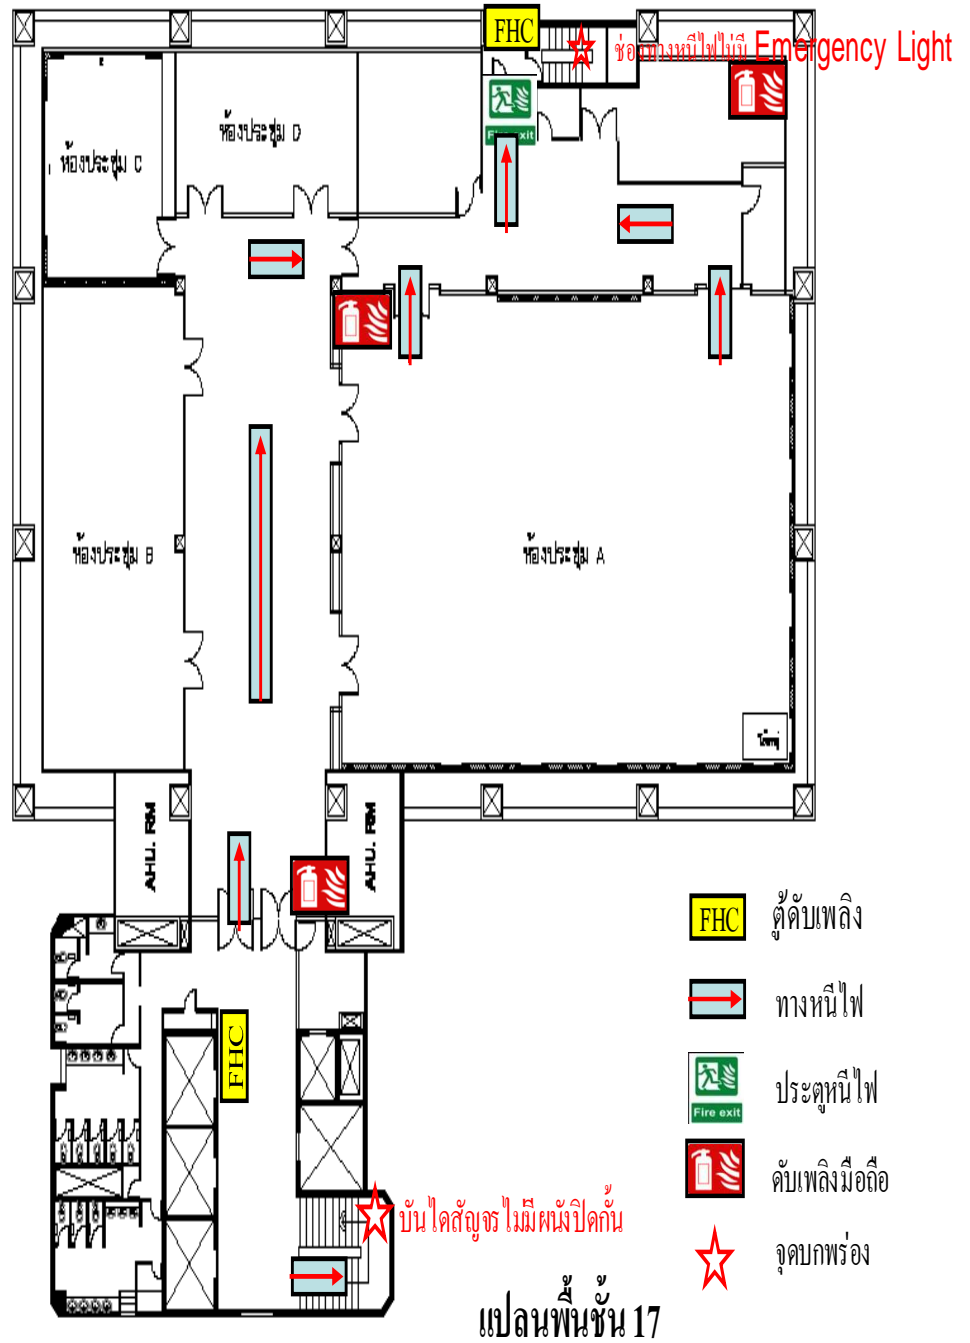 FHC
ช่องทางหนีไฟไม่มี Emergency Light
Fire exit
ห้องประชุม D
ห้องประชุม C
ห้องประชุม B
ห้องประชุม A
AHU. RM
AHU. RM
FHC ตู้ดับเพลิง
ทางหนีไฟ
FHC
Fire exit ประตูหนีไฟ
ดับเพลิงมือถือ
บันไดสัญจรไม่มีผนังปิดกั้น
จุดบกพร่อง
แปลนพื้นชั้น 17